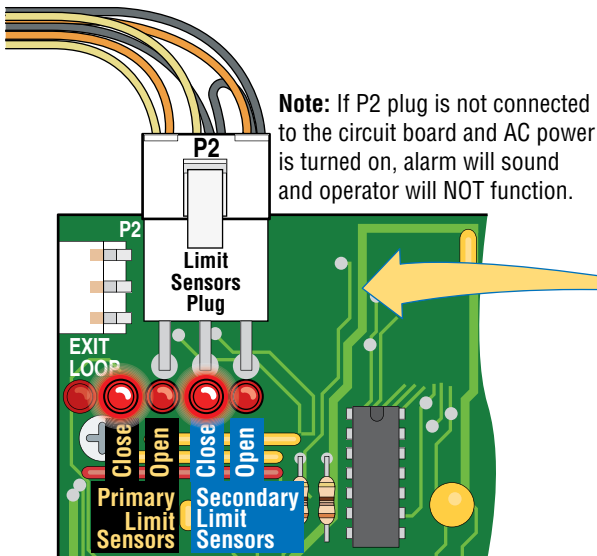 Note: If P2 plug is not connected
to the circuit board and AC power
is turned on, alarm will sound
and operator will NOT function.
P2
P2
Limit
Sensors
Plug
EXIT
LOOP
Close
Open
Close
Open
Primary
Limit
Sensors
Secondary
Limit
Sensors